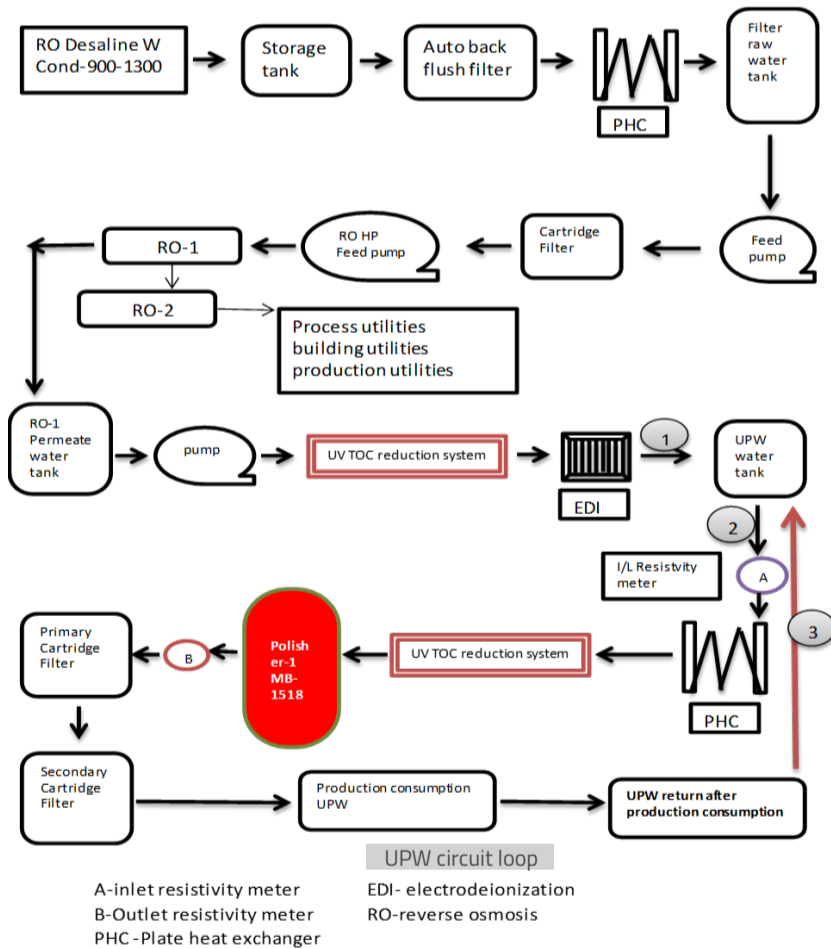 RO Desaline W
Cond-900-1300
Storage
tank
Auto back
flush filter
PHC
Filter
raw
water
tank
RO-1
RO HP
Feed pump
Cartridge
Filter
Feed
pump
RO-2
Process utilities
building utilities
production utilities
RO-1
Permeate
water
tank
pump
UV TOC reduction system
EDI
1
UPW
water
tank
2
I/L Resistvity
meter
A
3
Primary
Cartridge
Filter
B
Polish
er-1
MB-
1518
UV TOC reduction system
PHC
Secondary
Cartridge
Filter
Production consumption
UPW
UPW return after
production consumption
UPW circuit loop
A-inlet resistivity meter
EDI- electrodeionization
B-Outlet resistivity meter
RO-reverse osmosis
PHC -Plate heat exchanger